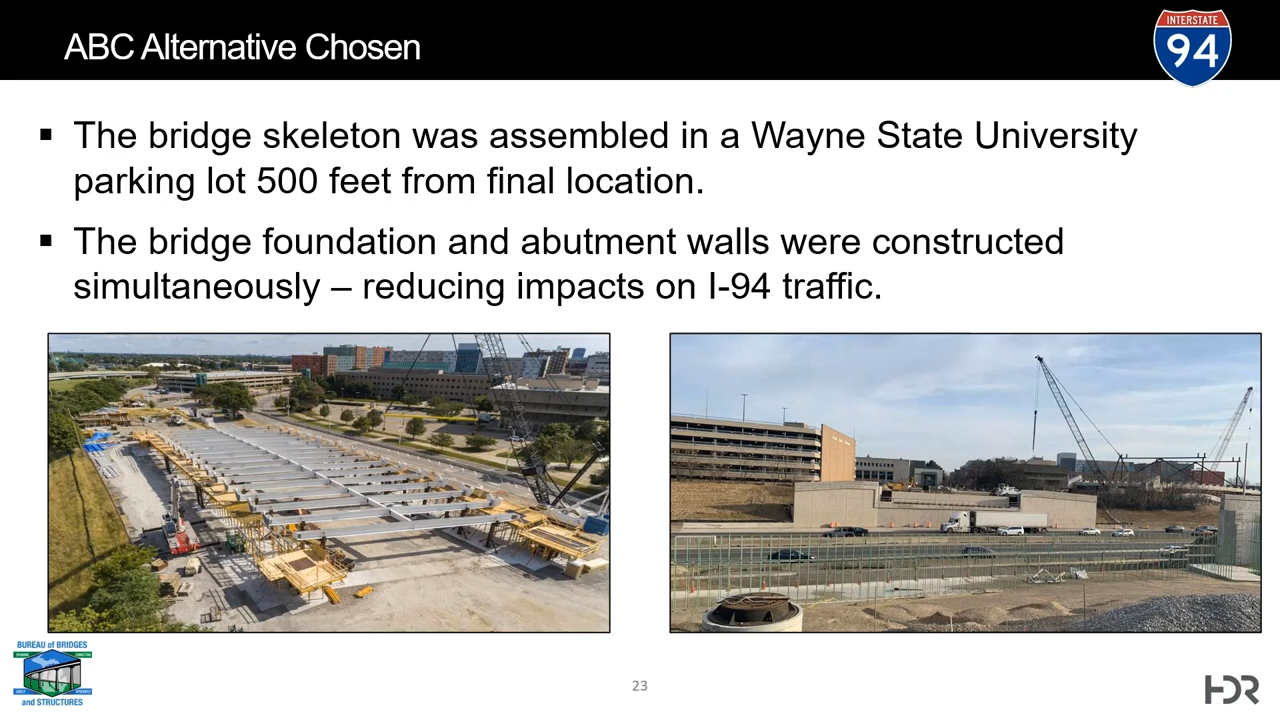 ABC Alternative Chosen
INTERSTATE
94
▪ The bridge skeleton was assembled in a Wayne State University
parking lot 500 feet from final location.
▪ The bridge foundation and abutment walls were constructed
simultaneously – reducing impacts on I-94 traffic.
BUREAU of BRIDGES
and STRUCTURES
23
HDR